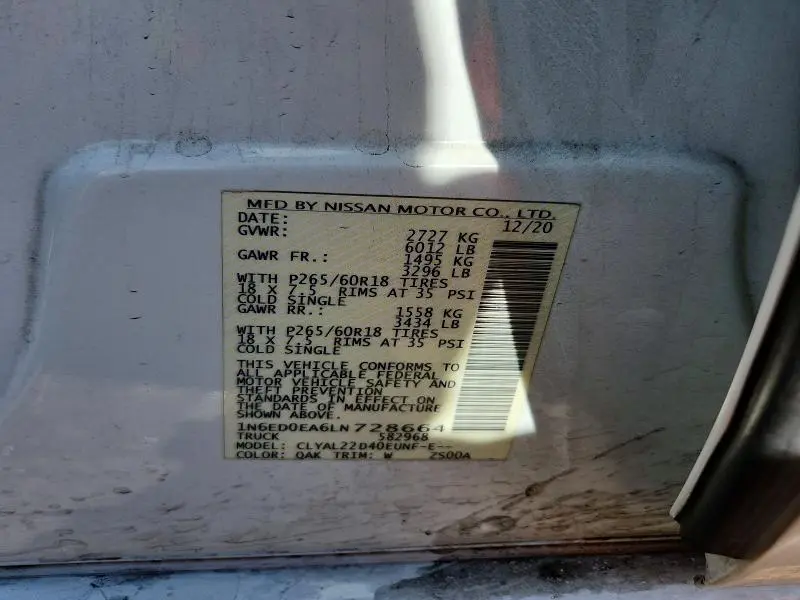 MFD BY NISSAN MOTOR CO., LTD.
DATE: 12/20
GVWR: 2727 KG
6012 LB
GAWR FR.: 1495 KG
3296 LB
WITH P265/60R18 TIRES
18 X 7.5 RIMS AT 35 PSI
COLD SINGLE
GAWR RR.: 1558 KG
3434 LB
WITH P265/60R18 TIRES
18 X 7.5 RIMS AT 35 PSI
COLD SINGLE
THIS VEHICLE CONFORMS TO
ALL APPLICABLE FEDERAL
MOTOR VEHICLE SAFETY AND
THEFT PREVENTION
STANDARDS IN EFFECT ON
THE DATE OF MANUFACTURE
SHOWN ABOVE.
1N6ED0EA6LN728664
TRUCK 582968
MODEL: CLYAL22D40EUNF-E--
COLOR: QAK TRIM: W 2S00A